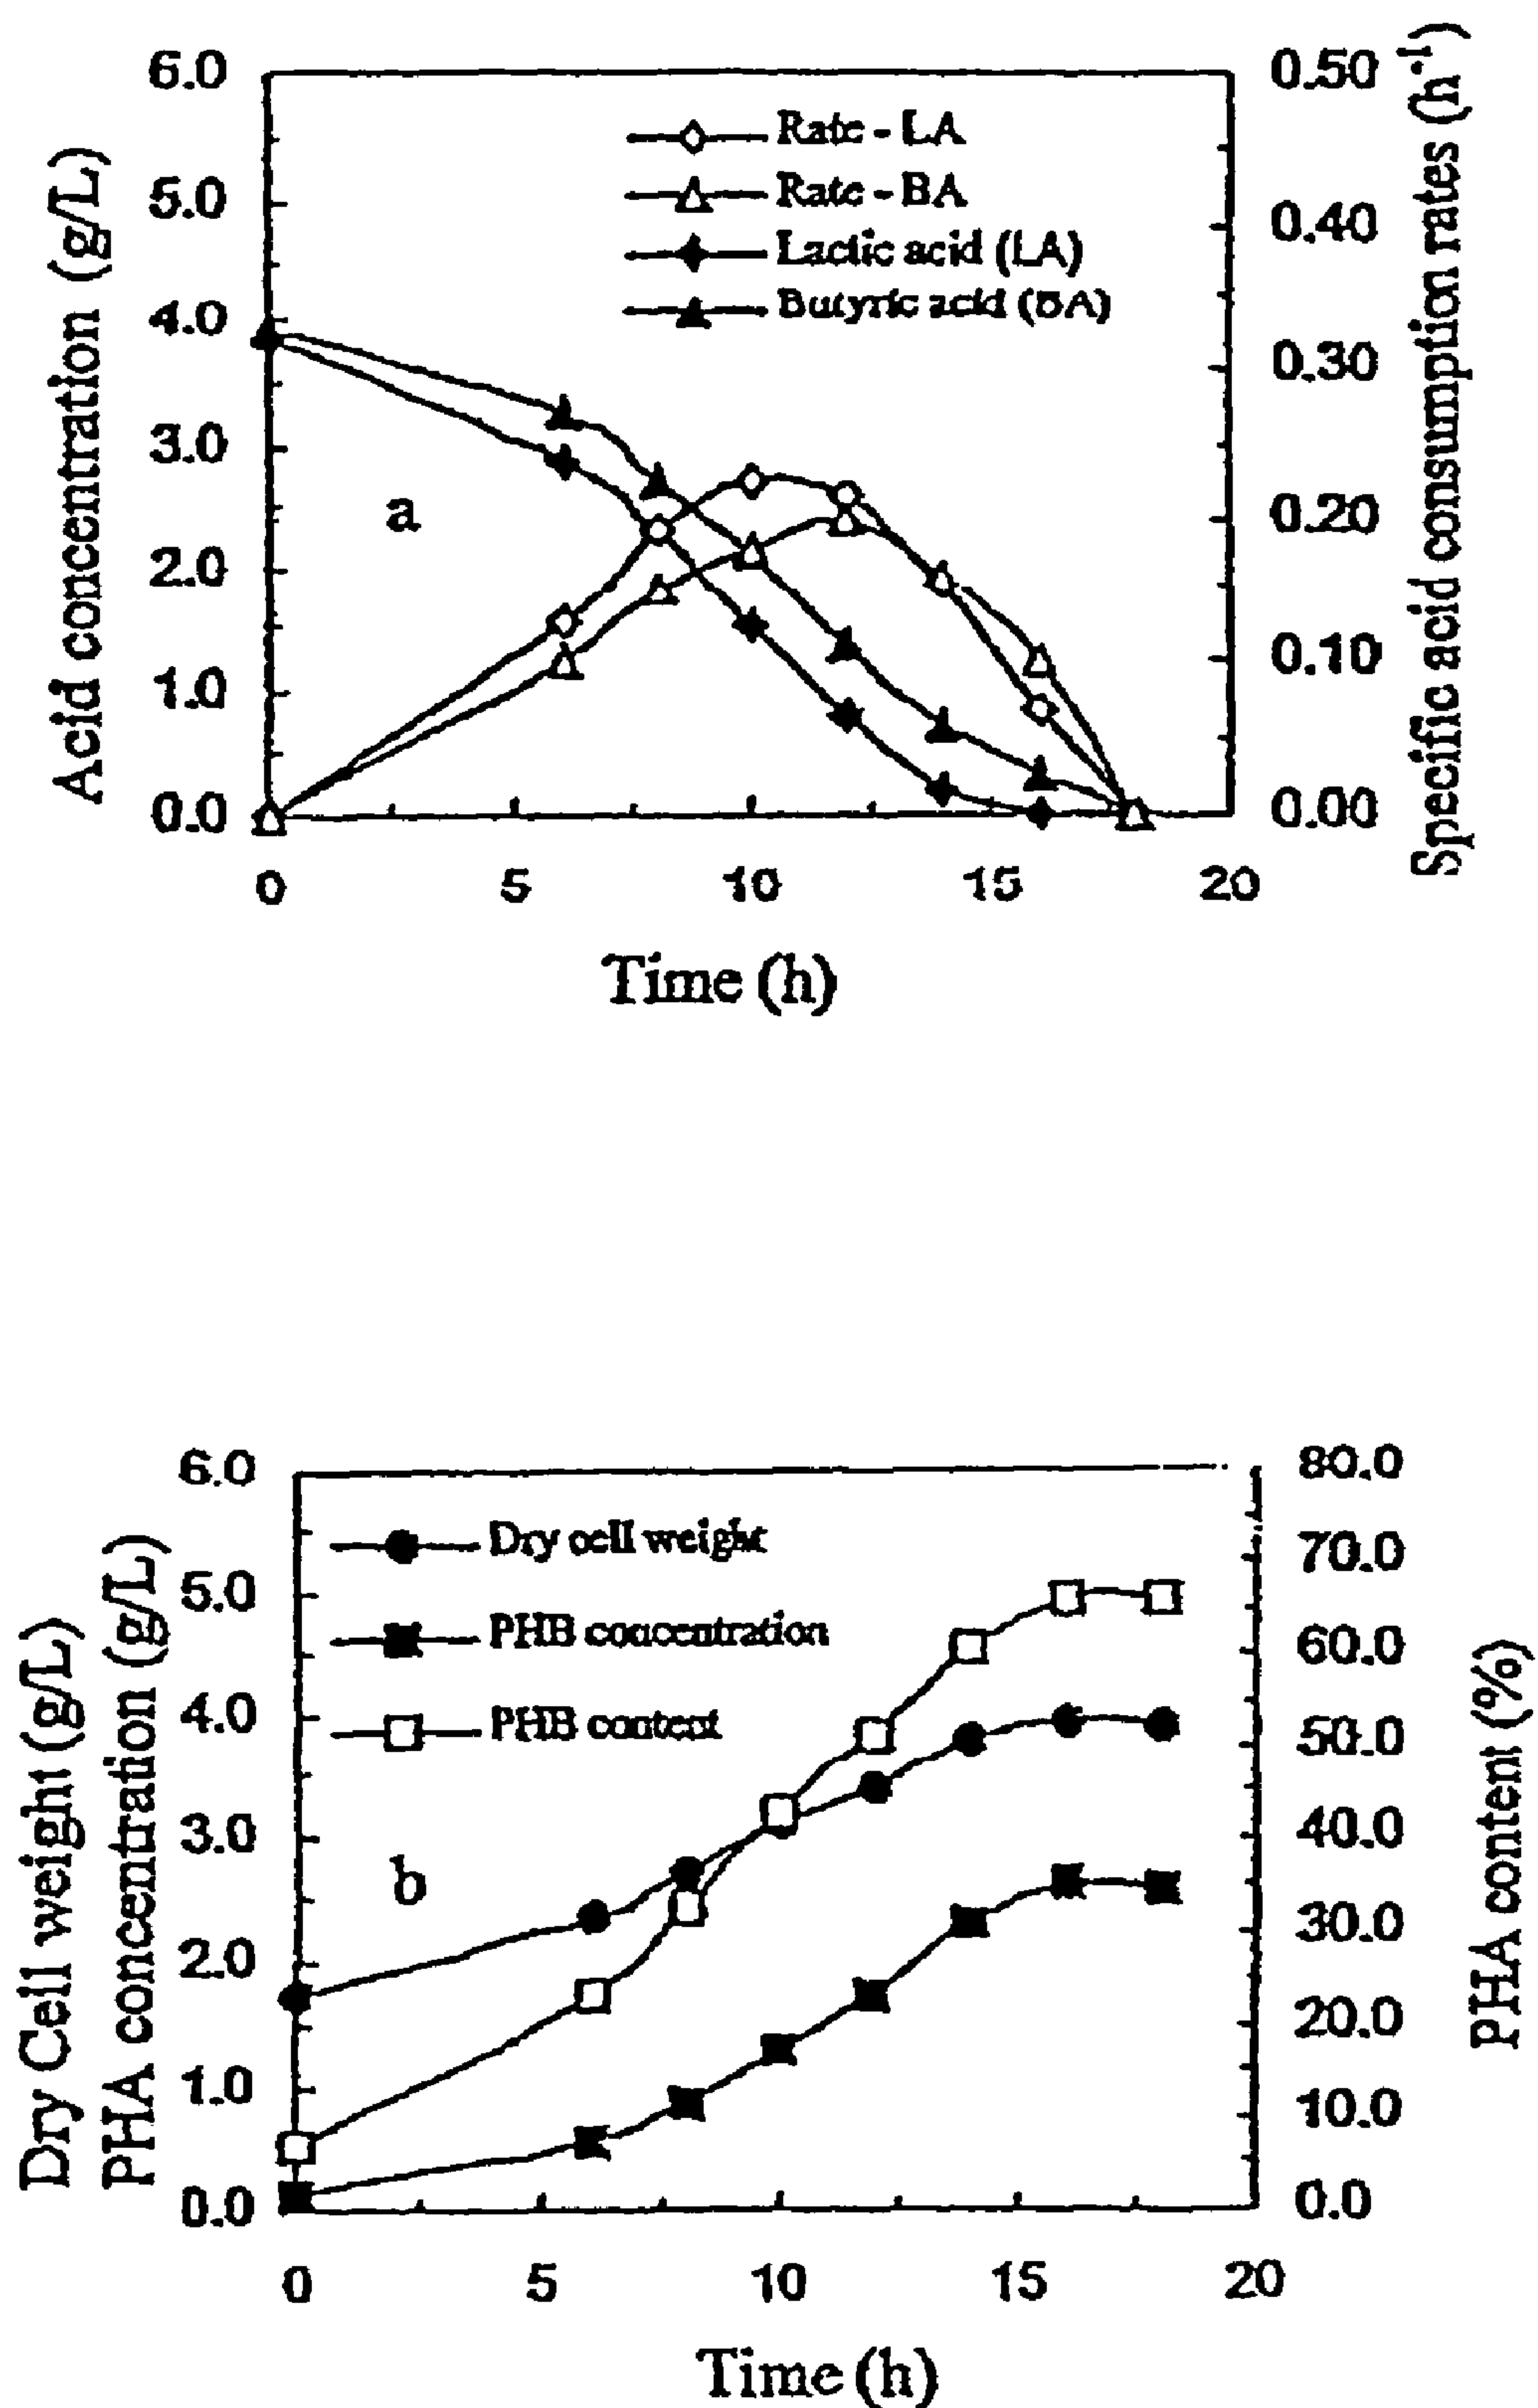 6.0
5.0
4.0
3.0
2.0
1.0
0.0
Acid concentration (g/L)
0.50
0.40
0.30
0.20
0.10
0.00
Specific acid consumption rates (h⁻¹)
Rate - LA
Rate - BA
Lactic acid (LA)
Butyric acid (BA)
a
0 5 10 15 20
Time (h)
6.0
5.0
4.0
3.0
2.0
1.0
0.0
Dry Cell weight (g/L)
PHA concentration (g/L)
80.0
70.0
60.0
50.0
40.0
30.0
20.0
10.0
0.0
PHA content (%)
Dry cell weight
PHB concentration
PHB content
b
0 5 10 15 20
Time (h)